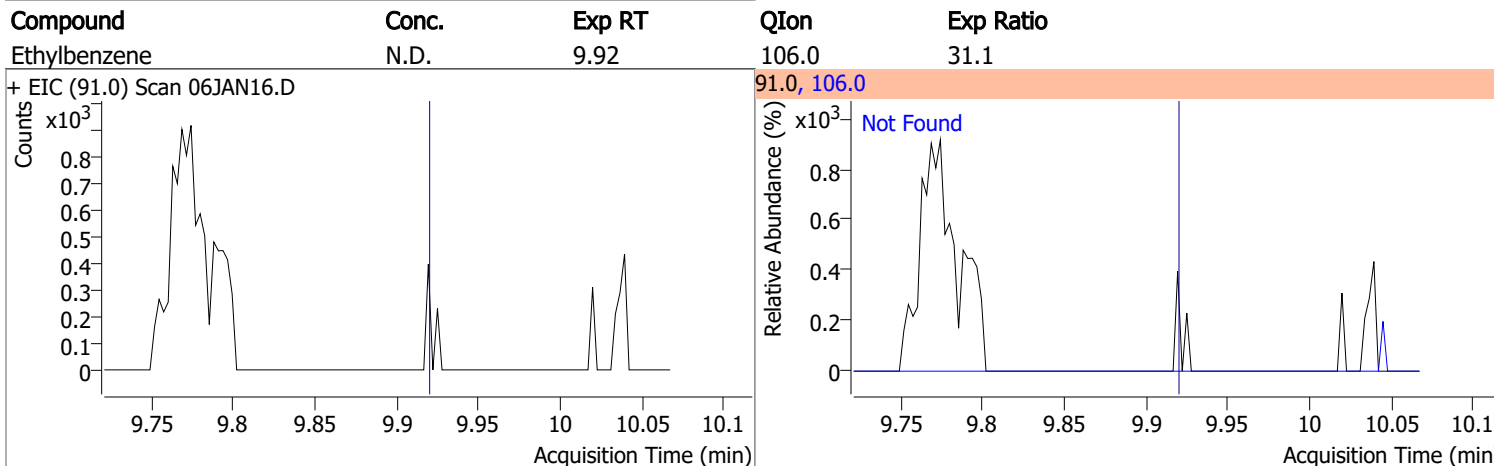 Compound Conc. Exp RT QIon Exp Ratio
Ethylbenzene N.D. 9.92 106.0 31.1
+ EIC (91.0) Scan 06JAN16.D
Counts
x10³
0.8
0.7
0.6
0.5
0.4
0.3
0.2
0.1
0
9.75 9.8 9.85 9.9 9.95 10 10.05 10.1
Acquisition Time (min)
91.0, 106.0
Relative Abundance (%)
x10³
Not Found
0.8
0.6
0.4
0.2
0
9.75 9.8 9.85 9.9 9.95 10 10.05 10.1
Acquisition Time (min